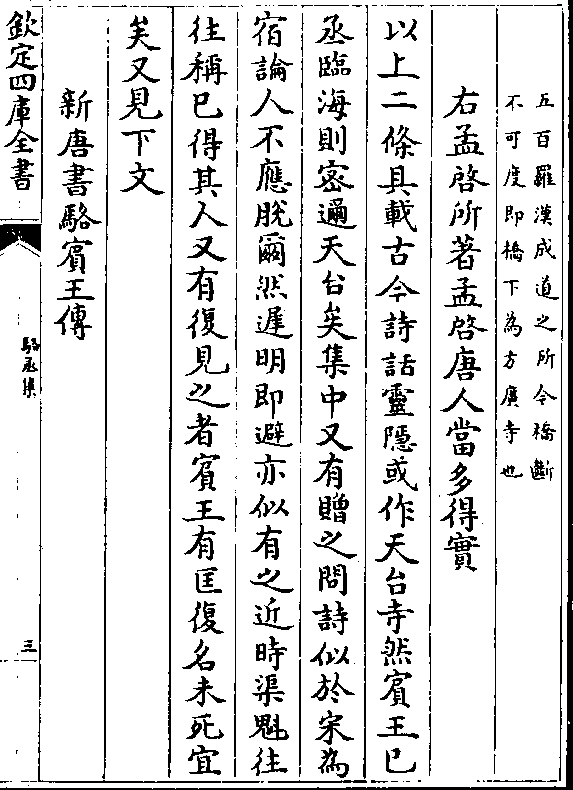 五百羅漢成道之所今橋斷
不可度即橋下為方廣寺也
右孟啓所著孟啓唐人當多得實
以上二條具載古今詩話靈隱或作天台寺然賓王已
丞臨海則密邇天台矣集中又有贈之問詩似於宋為
宿論人不應脫爾然遲明即避亦似有之近時渠魁往
往稱已得其人又有復見之者賓王有匡復名未死宜
矣又見下文
新唐書駱賓王傳
欽定四庫全書
駱丞集
三